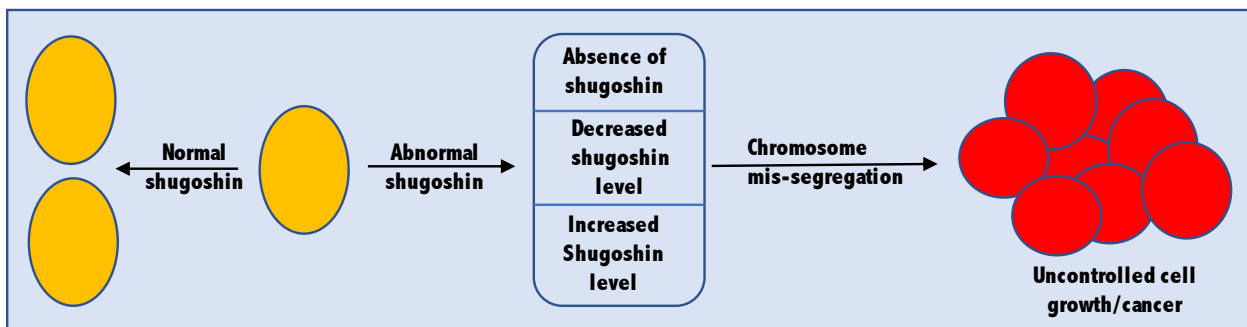 Normal
shugoshin
Abnormal
shugoshin
Absence of
shugoshin
Decreased
shugoshin
level
Increased
Shugoshin
level
Chromosome
mis-segregation
Uncontrolled cell
growth/cancer